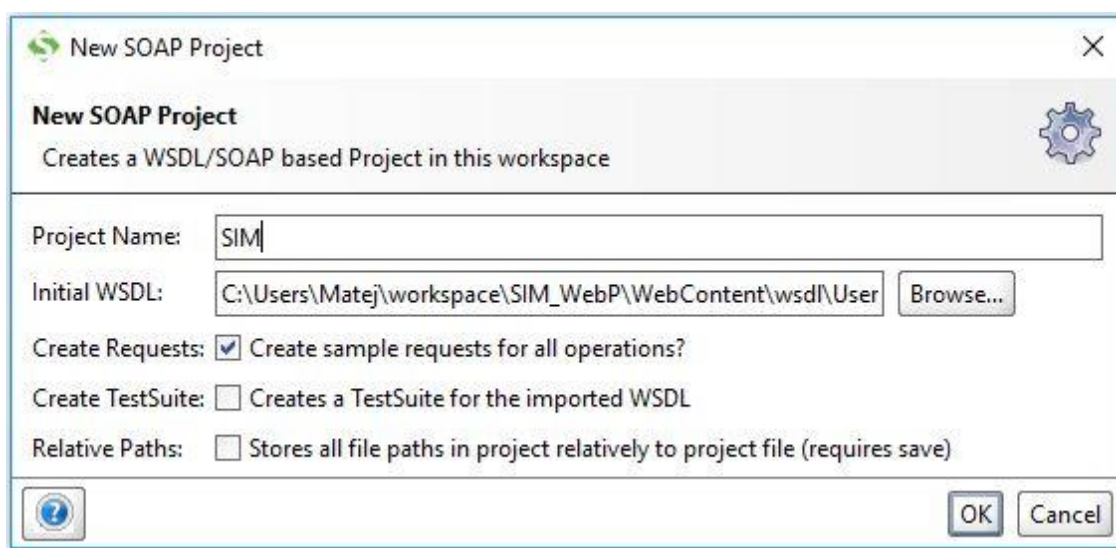 New SOAP Project
New SOAP Project
Creates a WSDL/SOAP based Project in this workspace
Project Name: SIM
Initial WSDL: C:\Users\Matej\workspace\SIM_WebP\WebContent\wsdl\User Browse...
Create Requests: Create sample requests for all operations?
Create TestSuite: Creates a TestSuite for the imported WSDL
Relative Paths: Stores all file paths in project relatively to project file (requires save)
? OK Cancel